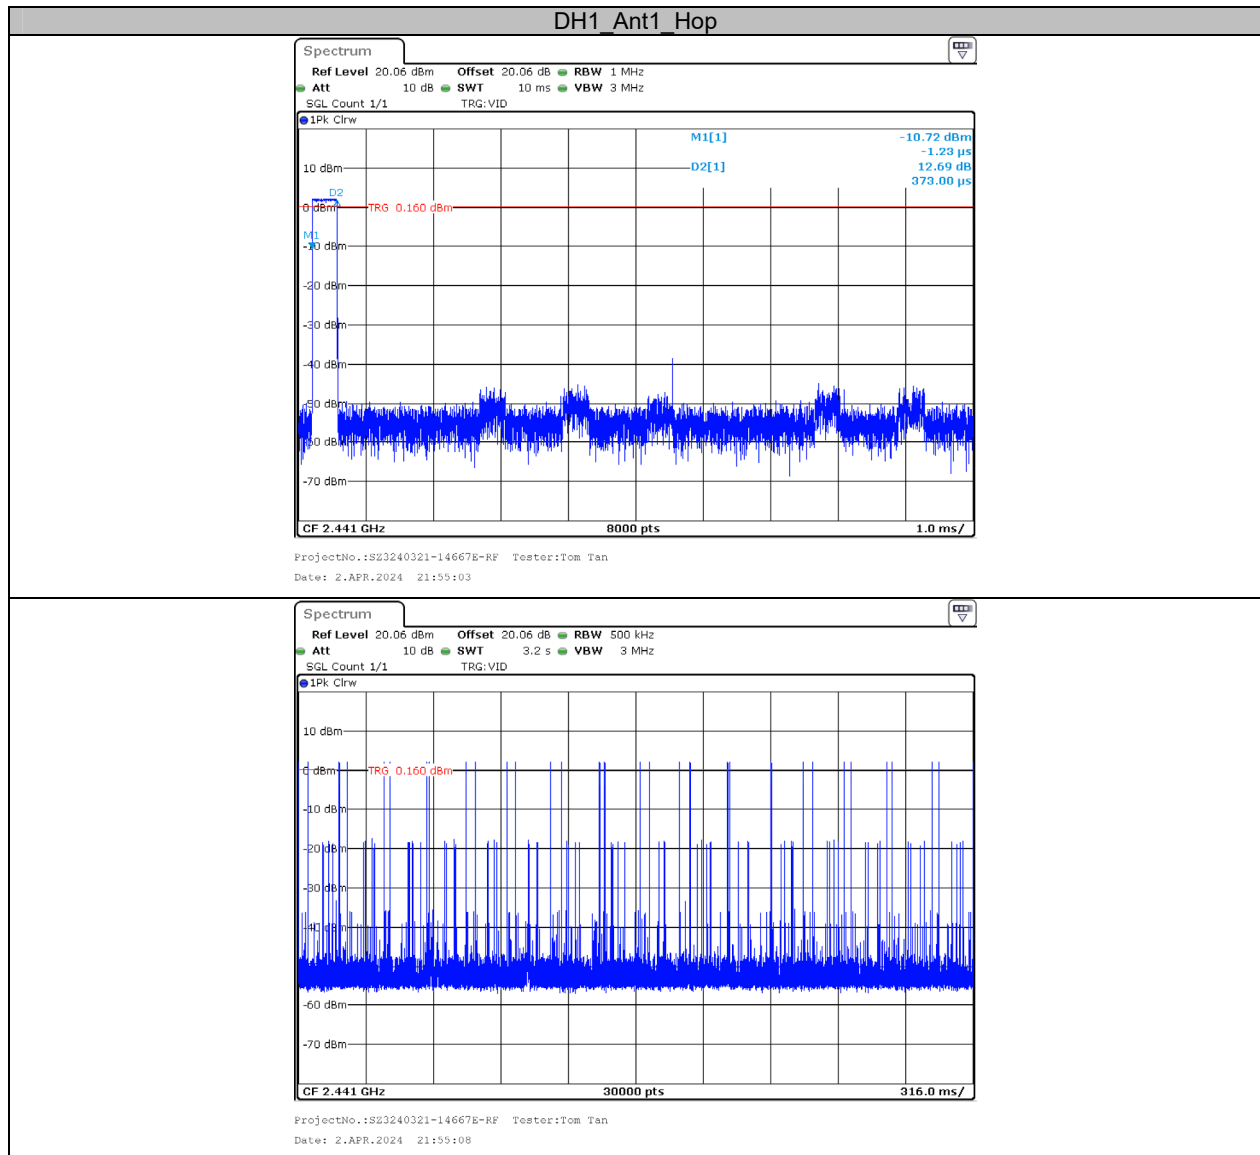 DH1_Ant1_Hop
Spectrum
Ref Level 20.06 dBm Offset 20.06 dB RBW 1 MHz
Att 10 dB SWT 10 ms VBW 3 MHz
SGL Count 1/1 TRG:VID
1Pk Clrw
M1[1] -10.72 dBm
-1.23 µs
D2[1] 12.69 dB
373.00 µs
10 dBm
D2
0 dBm
TRG 0.160 dBm
M1
-10 dBm
-20 dBm
-30 dBm
-40 dBm
-50 dBm
-60 dBm
-70 dBm
CF 2.441 GHz 8000 pts 1.0 ms/
ProjectNo.:SZ3240321-14667E-RF Tester:Tom Tan
Date: 2.APR.2024 21:55:03
Spectrum
Ref Level 20.06 dBm Offset 20.06 dB RBW 500 kHz
Att 10 dB SWT 3.2 s VBW 3 MHz
SGL Count 1/1 TRG:VID
1Pk Clrw
10 dBm
0 dBm
TRG 0.160 dBm
-10 dBm
-20 dBm
-30 dBm
-40 dBm
-60 dBm
-70 dBm
CF 2.441 GHz 30000 pts 316.0 ms/
ProjectNo.:SZ3240321-14667E-RF Tester:Tom Tan
Date: 2.APR.2024 21:55:08